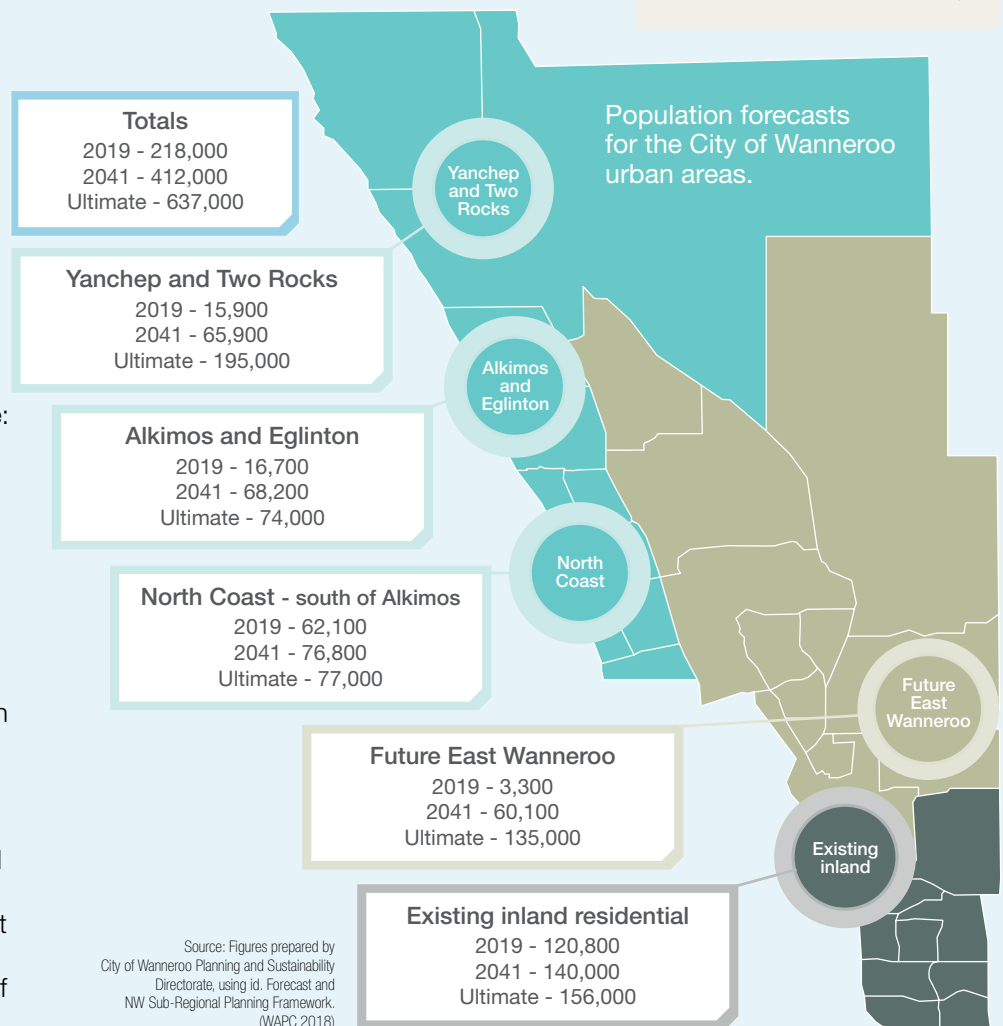 Population forecasts
for the City of Wanneroo
urban areas.
Totals
2019 - 218,000
2041 - 412,000
Ultimate - 637,000
Yanchep
and Two
Rocks
Yanchep and Two Rocks
2019 - 15,900
2041 - 65,900
Ultimate - 195,000
Alkimos
and
Eglinton
Alkimos and Eglinton
2019 - 16,700
2041 - 68,200
Ultimate - 74,000
North
Coast
North Coast - south of Alkimos
2019 - 62,100
2041 - 76,800
Ultimate - 77,000
Future
East
Wanneroo
Future East Wanneroo
2019 - 3,300
2041 - 60,100
Ultimate - 135,000
Existing
inland
Existing inland residential
2019 - 120,800
2041 - 140,000
Ultimate - 156,000
Source: Figures prepared by
City of Wanneroo Planning and Sustainability
Directorate, using id. Forecast and
NW Sub-Regional Planning Framework.
(WAPC 2018)